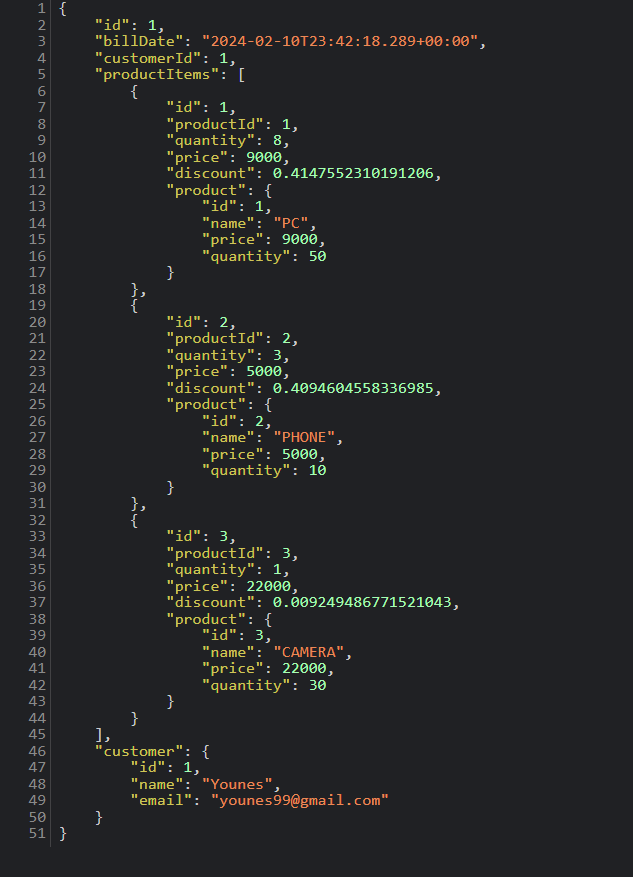 1 {
2     "id": 1,
3     "billDate": "2024-02-10T23:42:18.289+00:00",
4     "customerId": 1,
5     "productItems": [
6         {
7             "id": 1,
8             "productId": 1,
9             "quantity": 8,
10             "price": 9000,
11             "discount": 0.4147552310191206,
12             "product": {
13                 "id": 1,
14                 "name": "PC",
15                 "price": 9000,
16                 "quantity": 50
17             }
18         },
19         {
20             "id": 2,
21             "productId": 2,
22             "quantity": 3,
23             "price": 5000,
24             "discount": 0.4094604558336985,
25             "product": {
26                 "id": 2,
27                 "name": "PHONE",
28                 "price": 5000,
29                 "quantity": 10
30             }
31         },
32         {
33             "id": 3,
34             "productId": 3,
35             "quantity": 1,
36             "price": 22000,
37             "discount": 0.009249486771521043,
38             "product": {
39                 "id": 3,
40                 "name": "CAMERA",
41                 "price": 22000,
42                 "quantity": 30
43             }
44         }
45     ],
46     "customer": {
47         "id": 1,
48         "name": "Younes",
49         "email": "younes99@gmail.com"
50     }
51 }